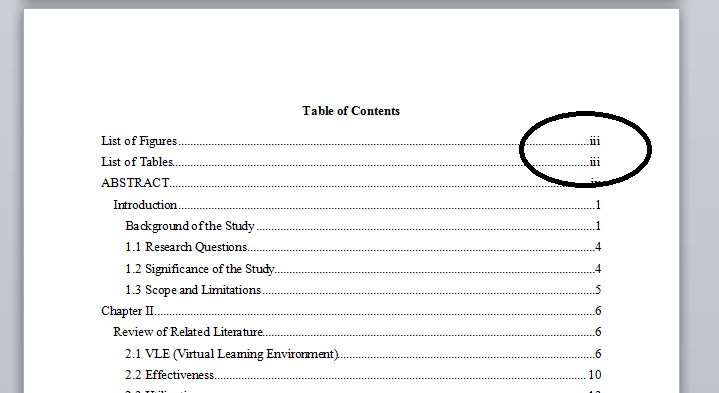 Table of Contents
List of Figures....................iii
List of Tables....................iii
ABSTRACT....................
Introduction....................1
Background of the Study....................1
1.1 Research Questions....................4
1.2 Significance of the Study....................4
1.3 Scope and Limitations....................5
Chapter II....................6
Review of Related Literature....................6
2.1 VLE (Virtual Learning Environment)....................6
2.2 Effectiveness....................10